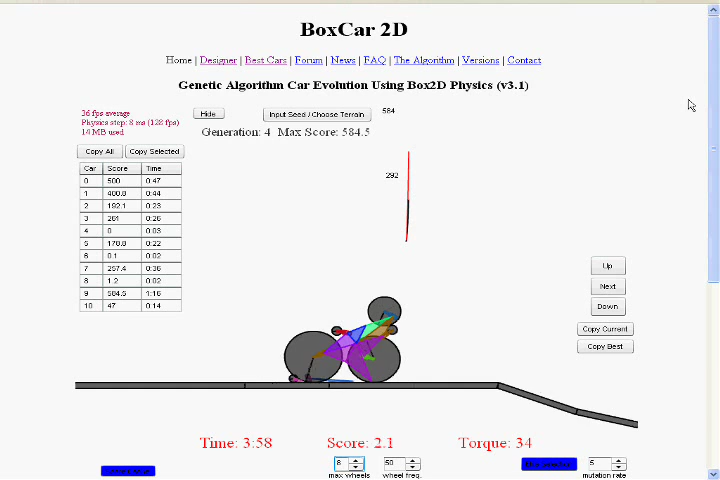 BoxCar 2D
Home | Designer | Best Cars | Forum | News | FAQ | The Algorithm | Versions | Contact
Genetic Algorithm Car Evolution Using Box2D Physics (v3.1)
36 fps average
Physics step: 8 ms (128 fps)
14 MB used
Hide
Input Seed / Choose Terrain
584
Generation: 4 Max Score: 584.5
Copy All
Copy Selected
Car Score Time
0 500 0:47
1 400.8 0:44
2 192.1 0:23
3 261 0:26
4 0 0:03
5 178.8 0:22
6 0.1 0:02
7 257.4 0:36
8 1.2 0:02
9 584.5 1:16
10 47 0:14
292
Up
Next
Down
Copy Current
Copy Best
Time: 3:58 Score: 2.1 Torque: 34
8 50 5
max wheels wheel freq. mutation rate